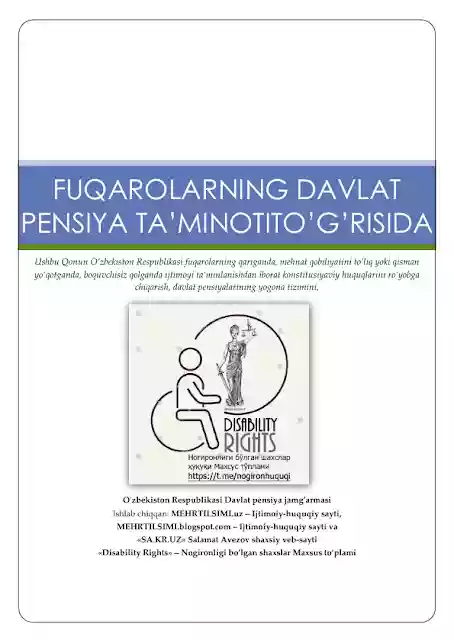 FUQAROLARNING DAVLAT
PENSIYA TA’MINOTITO’G’RISIDA
Ushbu Qonun O’zbekiston Respublikasi fuqarolarning qariganda, mehnat qobiliyatini to’liq yoki qisman
yo’qotganda, boquvchisiz qolganda ijtimoiy ta’minlanishdan iborat konstitusiyaviy huquqlarini ro’yobga
chiqarish, davlat pensiyalarining yogona tizimini,
DISABILITY
RIGHTS
Ногиронлиги бўлган шахслар
ҳуқуқи Махсус тўплами
https://t.me/nogironhuquqi
O'zbekiston Respublikasi Davlat pensiya jamg'armasi
Ishlab chiqqan: MEHRTILSIMI.uz – Ijtimoiy-huquqiy sayti,
MEHRTILSIMI.blogspot.com – Ijtimoiy-huquqiy sayti va
«SA.KR.UZ» Salamat Avezov shaxsiy veb-sayti
«Disability Rights» – Nogironligi bo'lgan shaxslar Maxsus to'plami